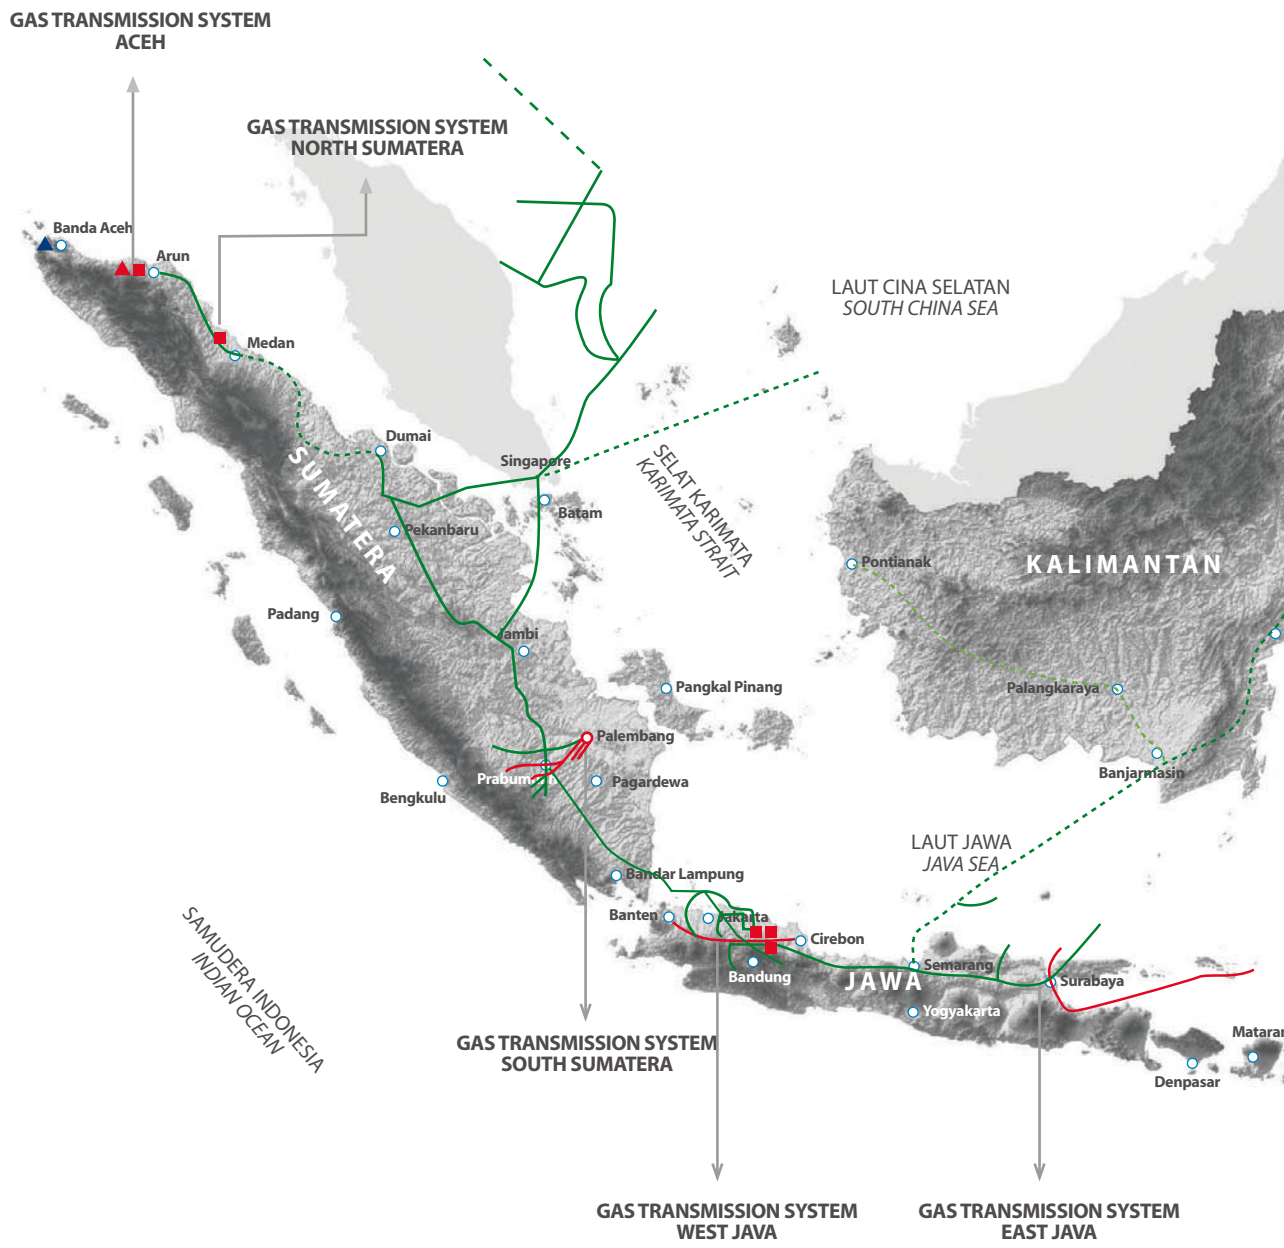 GAS TRANSMISSION SYSTEM
ACEH
GAS TRANSMISSION SYSTEM
NORTH SUMATERA
Banda Aceh
Arun
LAUT CINA SELATAN
SOUTH CHINA SEA
Medan
Dumai
Singapore
SUMATERA
SELAT KARIMATA
KARIMATA STRAIT
Batam
Pekanbaru
Pontianak
KALIMANTAN
Padang
Jambi
Pangkal Pinang
Palangkaraya
Palembang
Banjarmasin
Pagardewa
Bengkulu
LAUT JAWA
JAVA SEA
Bandar Lampung
Banten
Jakarta
Cirebon
SAMUDERA INDONESIA
INDIAN OCEAN
Bandung
Semarang
JAWA
Surabaya
Yogyakarta
GAS TRANSMISSION SYSTEM
SOUTH SUMATERA
Mataram
Denpasar
GAS TRANSMISSION SYSTEM
WEST JAVA
GAS TRANSMISSION SYSTEM
EAST JAVA